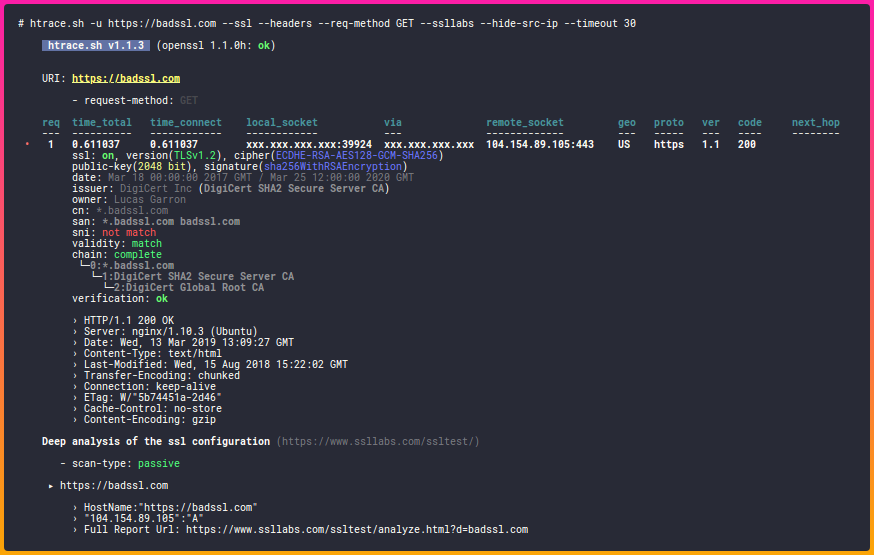 # htrace.sh -u https://badssl.com --ssl --headers --req-method GET --ssllabs --hide-src-ip --timeout 30
htrace.sh v1.1.3 (openssl 1.1.0h: ok)
URI: https://badssl.com
- request-method: GET
req time_total time_connect local_socket via remote_socket geo proto ver code next_hop
--- ---------- ------------ ------------ --- ------------- --- ----- --- ---- --------
• 1 0.611037 0.611037 xxx.xxx.xxx.xxx:39924 xxx.xxx.xxx.xxx 104.154.89.105:443 US https 1.1 200
ssl: on, version(TLSv1.2), cipher(ECDHE-RSA-AES128-GCM-SHA256)
public-key(2048 bit), signature(sha256WithRSAEncryption)
date: Mar 18 00:00:00 2017 GMT / Mar 25 12:00:00 2020 GMT
issuer: DigiCert Inc (DigiCert SHA2 Secure Server CA)
owner: Lucas Garron
cn: *.badssl.com
san: *.badssl.com badssl.com
sni: not match
validity: match
chain: complete
└─0:*.badssl.com
└─1:DigiCert SHA2 Secure Server CA
└─2:DigiCert Global Root CA
verification: ok
› HTTP/1.1 200 OK
› Server: nginx/1.10.3 (Ubuntu)
› Date: Wed, 13 Mar 2019 13:09:27 GMT
› Content-Type: text/html
› Last-Modified: Wed, 15 Aug 2018 15:22:02 GMT
› Transfer-Encoding: chunked
› Connection: keep-alive
› ETag: W/"5b74451a-2d46"
› Cache-Control: no-store
› Content-Encoding: gzip
Deep analysis of the ssl configuration (https://www.ssllabs.com/ssltest/)
- scan-type: passive
▸ https://badssl.com
› HostName:"https://badssl.com"
› "104.154.89.105":"A"
› Full Report Url: https://www.ssllabs.com/ssltest/analyze.html?d=badssl.com